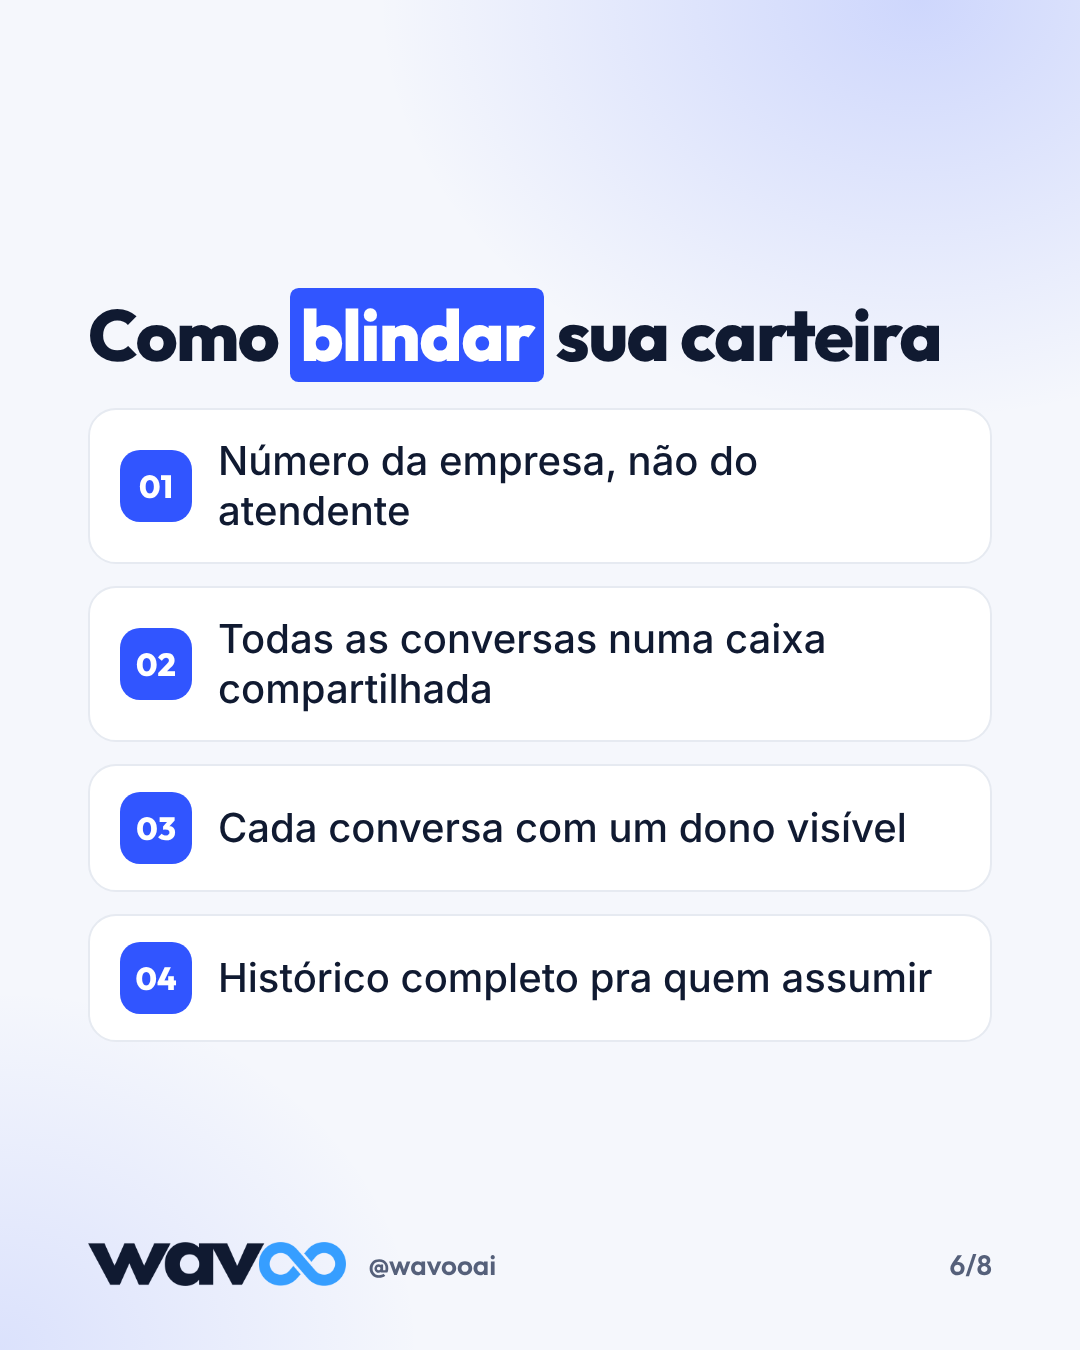 Como blindar sua carteira
01
Número da empresa, não do
atendente
02
Todas as conversas numa caixa
compartilhada
03
Cada conversa com um dono visível
04
Histórico completo pra quem assumir
wavoo
@wavooai
6/8